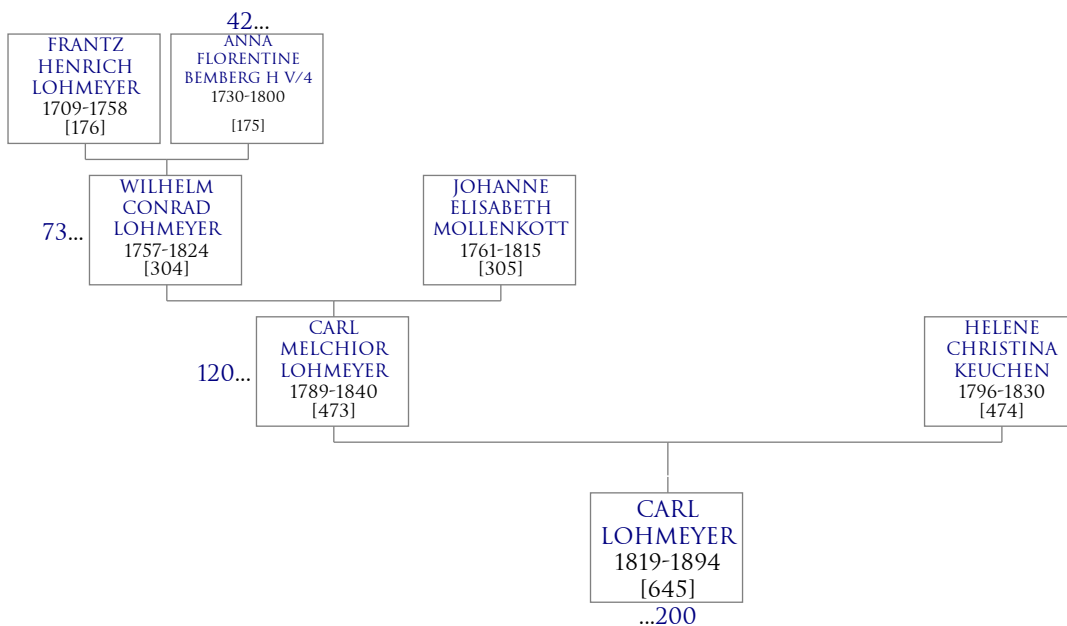 42...
FRANTZ
HENRICH
LOHMEYER
1709-1758
[176]
ANNA
FLORENTINE
BEMBERG H V/4
1730-1800
[175]
73...
WILHELM
CONRAD
LOHMEYER
1757-1824
[304]
JOHANNE
ELISABETH
MOLLENKOTT
1761-1815
[305]
120...
CARL
MELCHIOR
LOHMEYER
1789-1840
[473]
HELENE
CHRISTINA
KEUCHEN
1796-1830
[474]
CARL
LOHMEYER
1819-1894
[645]
...200